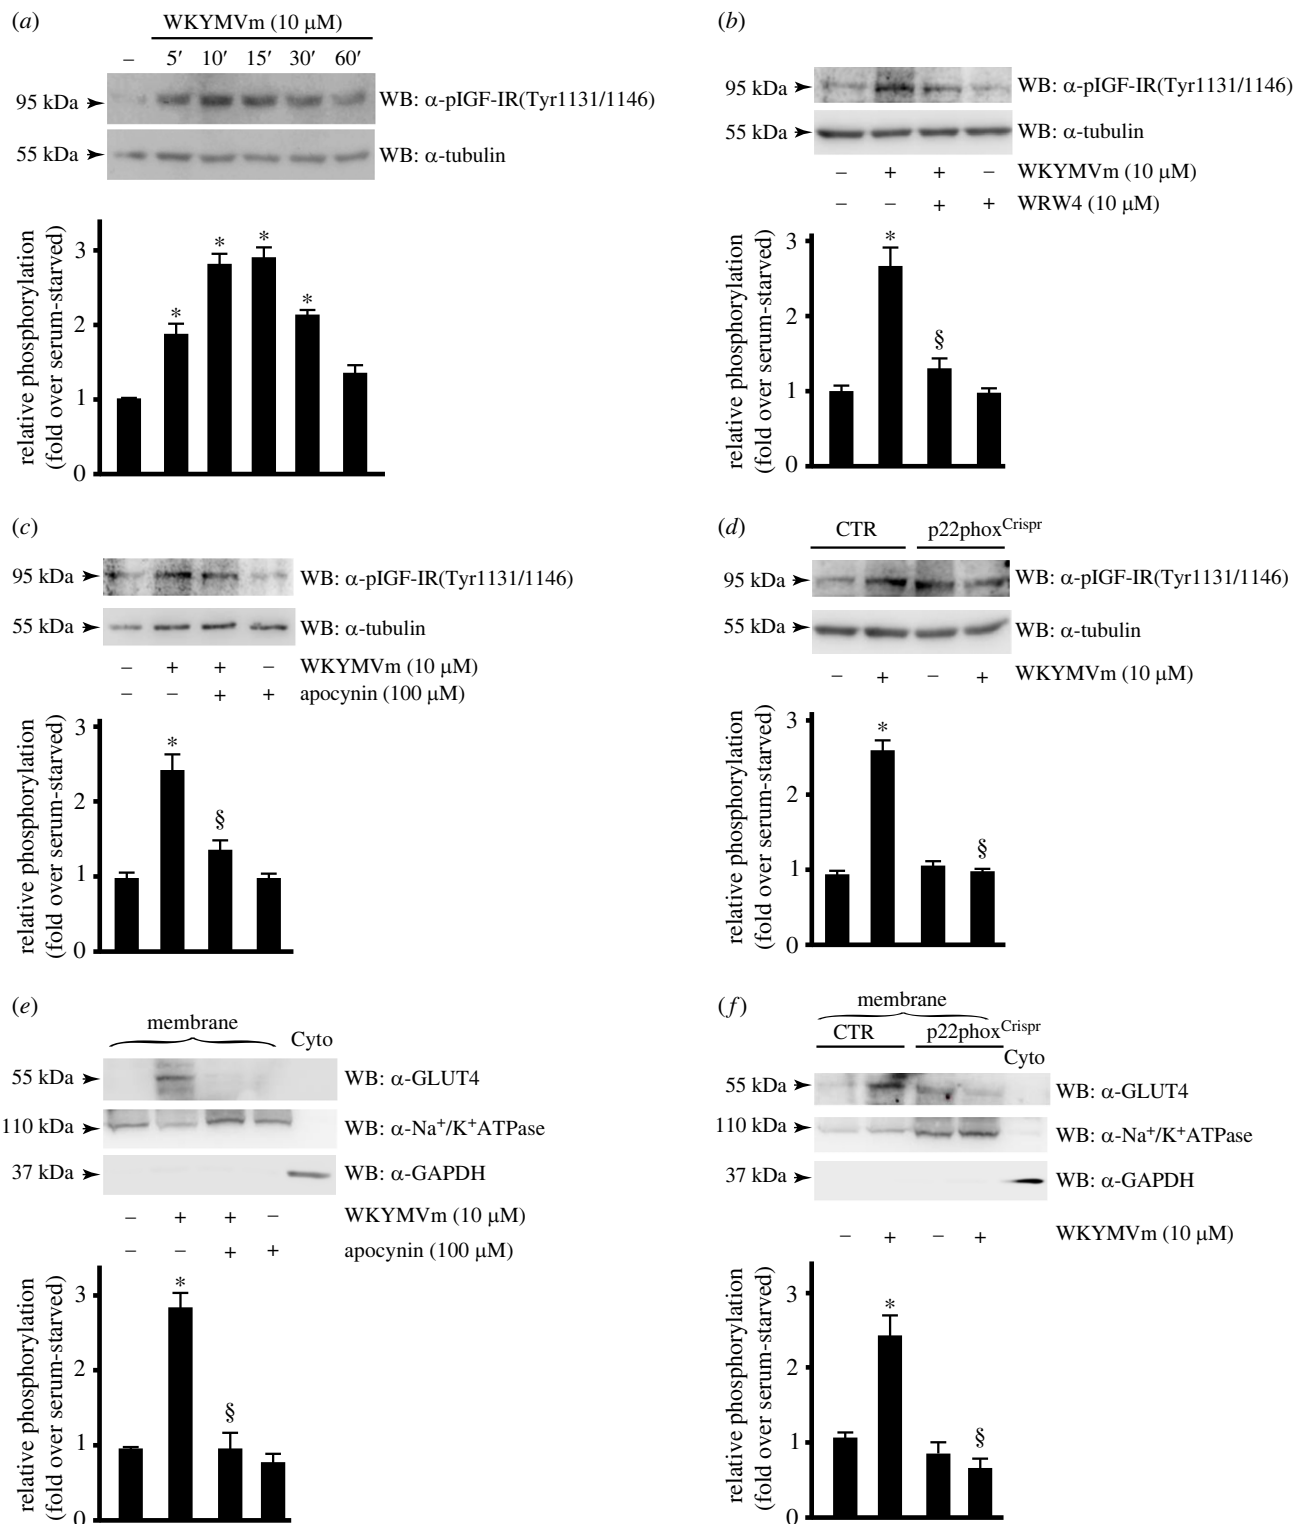 (a)
WKYMVm (10 µM)
– 5′ 10′ 15′ 30′ 60′
95 kDa WB: α-pIGF-IR(Tyr1131/1146)
55 kDa WB: α-tubulin
relative phosphorylation
(fold over serum-starved)
3
2
1
0
* * * *
(b)
95 kDa WB: α-pIGF-IR(Tyr1131/1146)
55 kDa WB: α-tubulin
– + + – WKYMVm (10 µM)
– – + + WRW4 (10 µM)
relative phosphorylation
(fold over serum-starved)
3
2
1
0
* §
(c)
95 kDa WB: α-pIGF-IR(Tyr1131/1146)
55 kDa WB: α-tubulin
– + + – WKYMVm (10 µM)
– – + + apocynin (100 µM)
relative phosphorylation
(fold over serum-starved)
3
2
1
0
* §
(d)
CTR p22phoxCrispr
95 kDa WB: α-pIGF-IR(Tyr1131/1146)
55 kDa WB: α-tubulin
– + – + WKYMVm (10 µM)
relative phosphorylation
(fold over serum-starved)
3
2
1
0
* §
(e)
membrane Cyto
55 kDa WB: α-GLUT4
110 kDa WB: α-Na+/K+ATPase
37 kDa WB: α-GAPDH
– + + – WKYMVm (10 µM)
– – + + apocynin (100 µM)
relative phosphorylation
(fold over serum-starved)
3
2
1
0
* §
(f)
membrane
CTR p22phoxCrispr
Cyto
55 kDa WB: α-GLUT4
110 kDa WB: α-Na+/K+ATPase
37 kDa WB: α-GAPDH
– + – + WKYMVm (10 µM)
relative phosphorylation
(fold over serum-starved)
3
2
1
0
* §